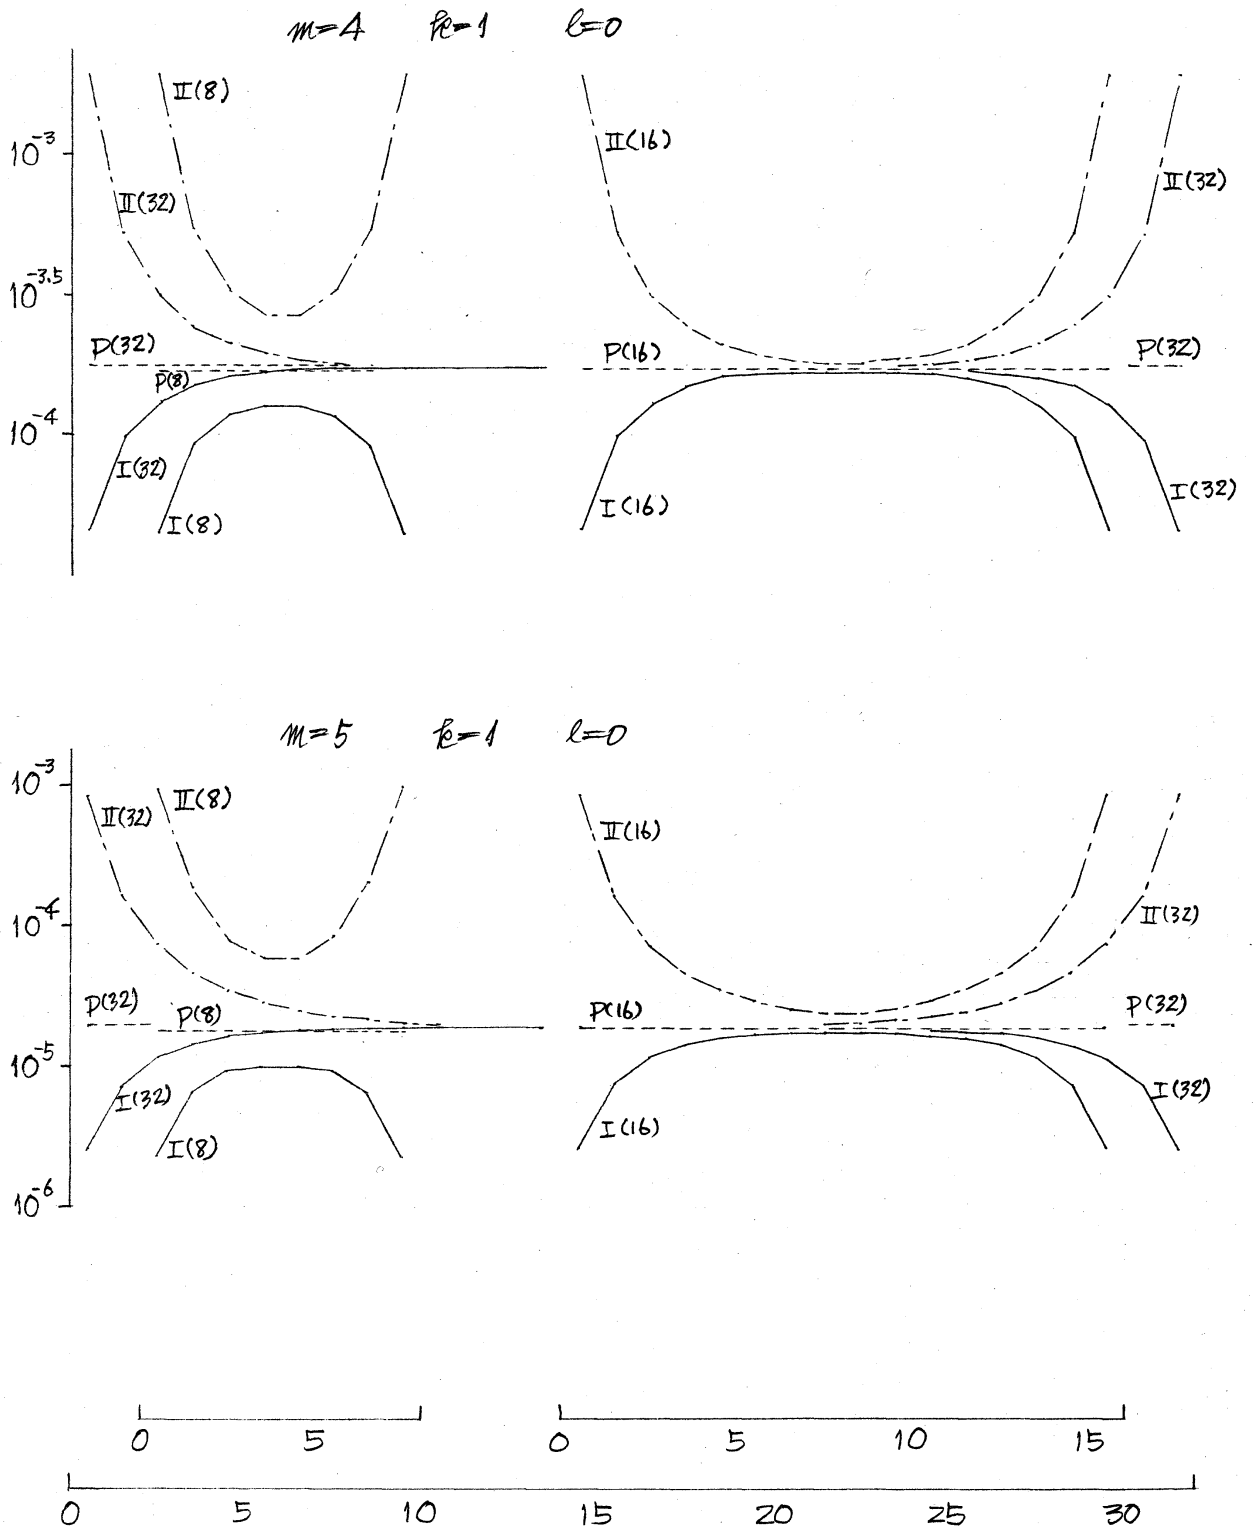 m=4 k=1 l=0
II(8)
II(16)
10^-3
II(32)
II(32)
10^-3.5
P(32)
P(16)
P(32)
P(8)
10^-4
I(32)
I(8)
I(16)
I(32)
m=5 k=1 l=0
10^-3
II(32)
II(8)
II(16)
10^-4
II(32)
P(32)
P(8)
P(16)
P(32)
10^-5
I(32)
I(8)
I(16)
I(32)
10^-6
0 5 0 5 10 15
0 5 10 15 20 25 30